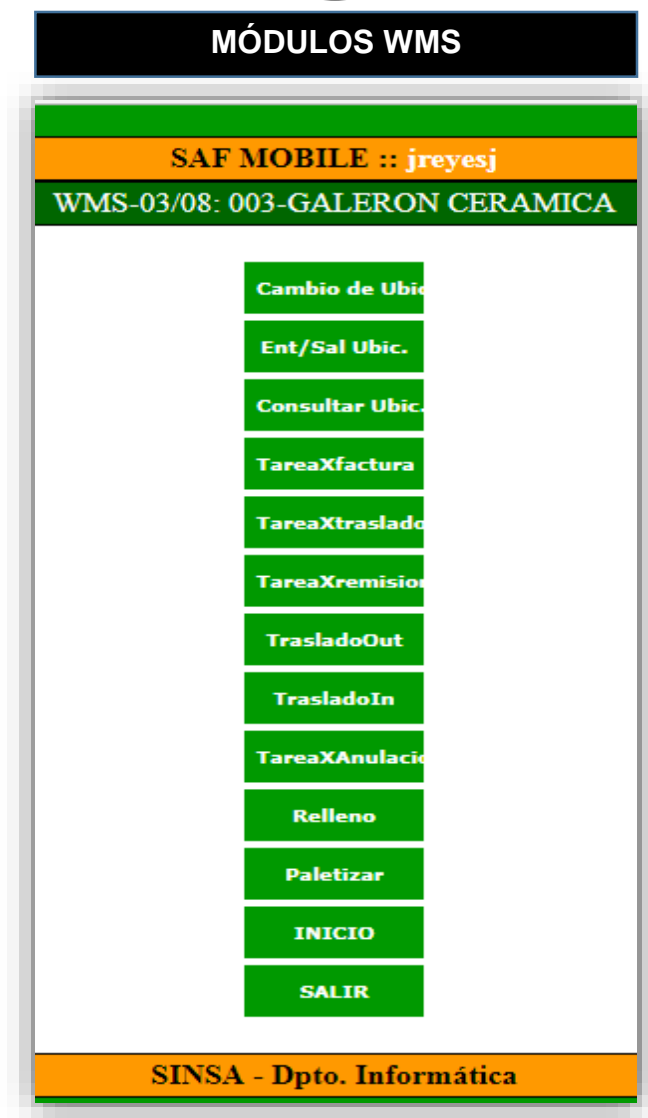 MÓDULOS WMS
SAF MOBILE :: jreyesj
WMS-03/08: 003-GALERON CERAMICA
Cambio de Ubic
Ent/Sal Ubic.
Consultar Ubic.
TareaXfactura
TareaXtraslado
TareaXremision
TrasladoOut
TrasladoIn
TareaXAnulacio
Relleno
Paletizar
INICIO
SALIR
SINSA - Dpto. Informática